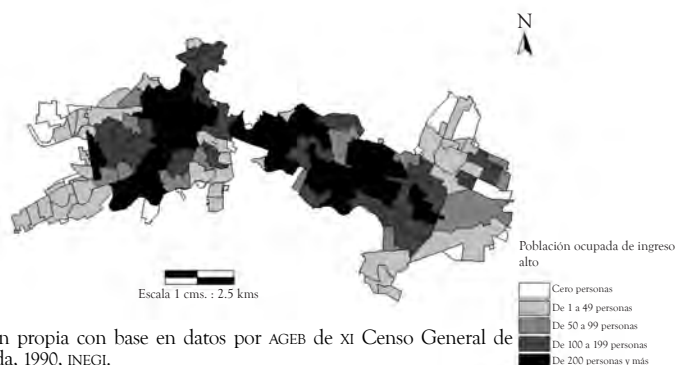 N
Población ocupada de ingreso
alto
Cero personas
De 1 a 49 personas
De 50 a 99 personas
De 100 a 199 personas
De 200 personas y más
Escala 1 cms. : 2.5 kms
propia con base en datos por AGEB de XI Censo General de
1990, INEGI.